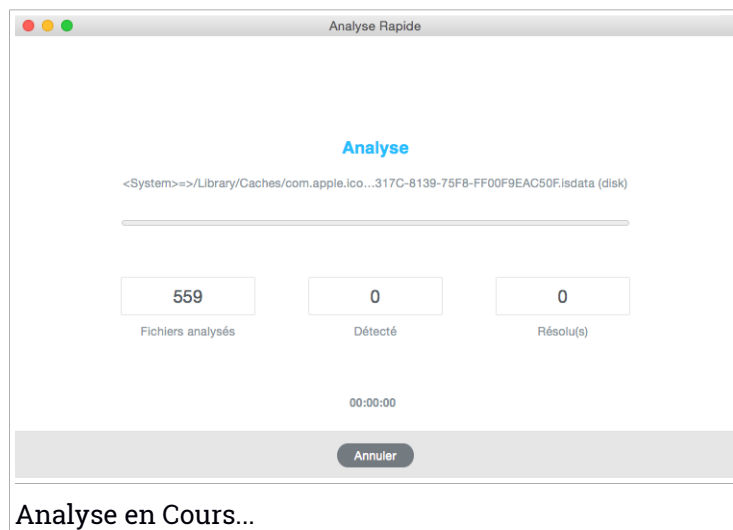 Analyse Rapide
Analyse
<System>=>/Library/Caches/com.apple.ico...317C-8139-75F8-FF00F9EAC50F.isdata (disk)
559
0
0
Fichiers analysés
Détecté
Résolu(s)
00:00:00
Annuler
Analyse en Cours...